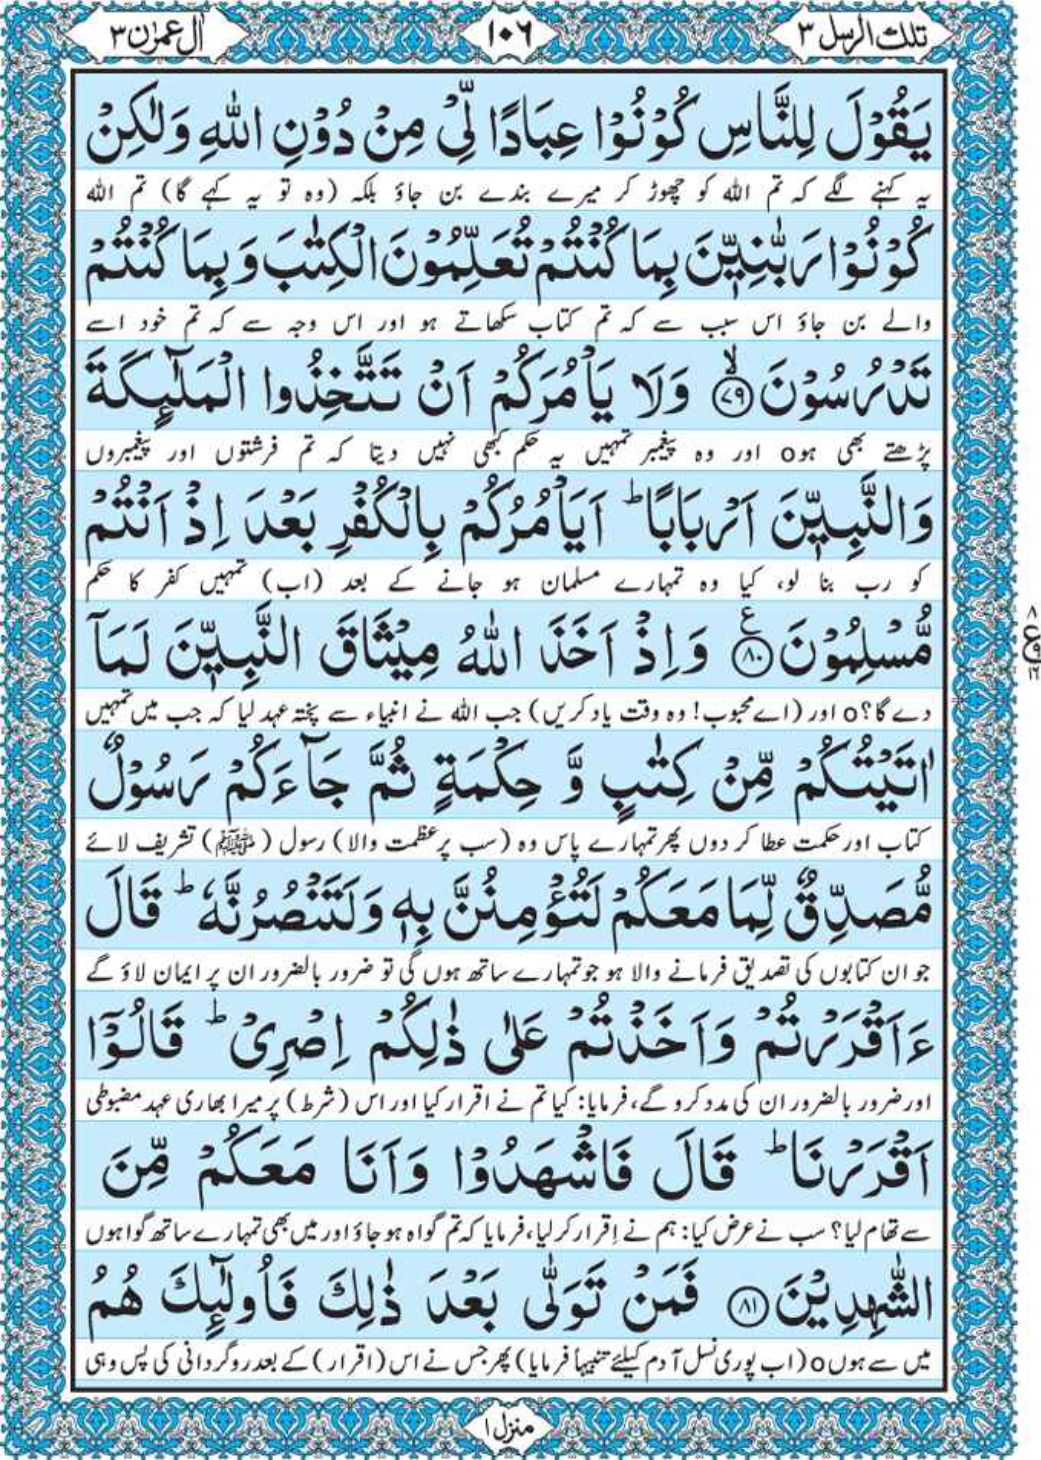 تلك الرسل ٣
١٠٦
اٰل عمرٰن ٣
يَقُوْلَ لِلنَّاسِ كُوْنُوْا عِبَادًا لِّيْ مِنْ دُوْنِ اللّٰهِ وَلٰكِنْ
یہ کہنے لگے کہ تم اللہ کو چھوڑ کر میرے بندے بن جاؤ بلکہ (وہ تو یہ کہے گا) تم اللہ
كُوْنُوْا رَبّٰنِيّٖنَ بِمَا كُنْتُمْ تُعَلِّمُوْنَ الْكِتٰبَ وَ بِمَا كُنْتُمْ
والے بن جاؤ اس سبب سے کہ تم کتاب سکھاتے ہو اور اس وجہ سے کہ تم خود اسے
تَدْرُسُوْنَ ۙ﴿٧٩﴾ وَلَا يَاْمُرَكُمْ اَنْ تَتَّخِذُوا الْمَلٰٓئِكَةَ
پڑھتے بھی ہو o اور وہ پیغمبر تمہیں یہ حکم کبھی نہیں دیتا کہ تم فرشتوں اور پیغمبروں
وَالنَّبِيّٖنَ اَرْبَابًا ؕ اَيَاْمُرُكُمْ بِالْكُفْرِ بَعْدَ اِذْ اَنْتُمْ
کو رب بنا لو، کیا وہ تمہارے مسلمان ہو جانے کے بعد (اب) تمہیں کفر کا حکم
مُّسْلِمُوْنَ ﴿٨٠﴾ ع وَاِذْ اَخَذَ اللّٰهُ مِيْثَاقَ النَّبِيّٖنَ لَمَآ
٨
ع
١٦
دے گا؟ o اور (اے محبوب! وہ وقت یاد کریں) جب اللہ نے انبیاء سے پختہ عہد لیا کہ جب میں تمہیں
اٰتَيْتُكُمْ مِّنْ كِتٰبٍ وَّ حِكْمَةٍ ثُمَّ جَآءَكُمْ رَسُوْلٌ
کتاب اور حکمت عطا کر دوں پھر تمہارے پاس وہ (سب پر عظمت والا) رسول (ﷺ) تشریف لائے
مُّصَدِّقٌ لِّمَا مَعَكُمْ لَتُؤْمِنُنَّ بِهٖ وَلَتَنْصُرُنَّهٗ ؕ قَالَ
جو ان کتابوں کی تصدیق فرمانے والا ہو جو تمہارے ساتھ ہوں گی تو ضرور بالضرور ان پر ایمان لاؤ گے
ءَاَقْرَرْتُمْ وَاَخَذْتُمْ عَلٰى ذٰلِكُمْ اِصْرِيْ ؕ قَالُوْٓا
اور ضرور بالضرور ان کی مدد کرو گے، فرمایا: کیا تم نے اقرار کیا اور اس (شرط) پر میرا بھاری عہد مضبوطی
اَقْرَرْنَا ؕ قَالَ فَاشْهَدُوْا وَاَنَا مَعَكُمْ مِّنَ
سے تھام لیا؟ سب نے عرض کیا: ہم نے اِقرار کر لیا، فرمایا کہ تم گواہ ہو جاؤ اور میں بھی تمہارے ساتھ گواہوں
الشّٰهِدِيْنَ ﴿٨١﴾ فَمَنْ تَوَلّٰى بَعْدَ ذٰلِكَ فَاُولٰٓئِكَ هُمُ
میں سے ہوں o (اب پوری نسل آدم کیلئے تنبیہاً فرمایا) پھر جس نے اس (اقرار) کے بعد روگردانی کی پس وہی
منزل ١